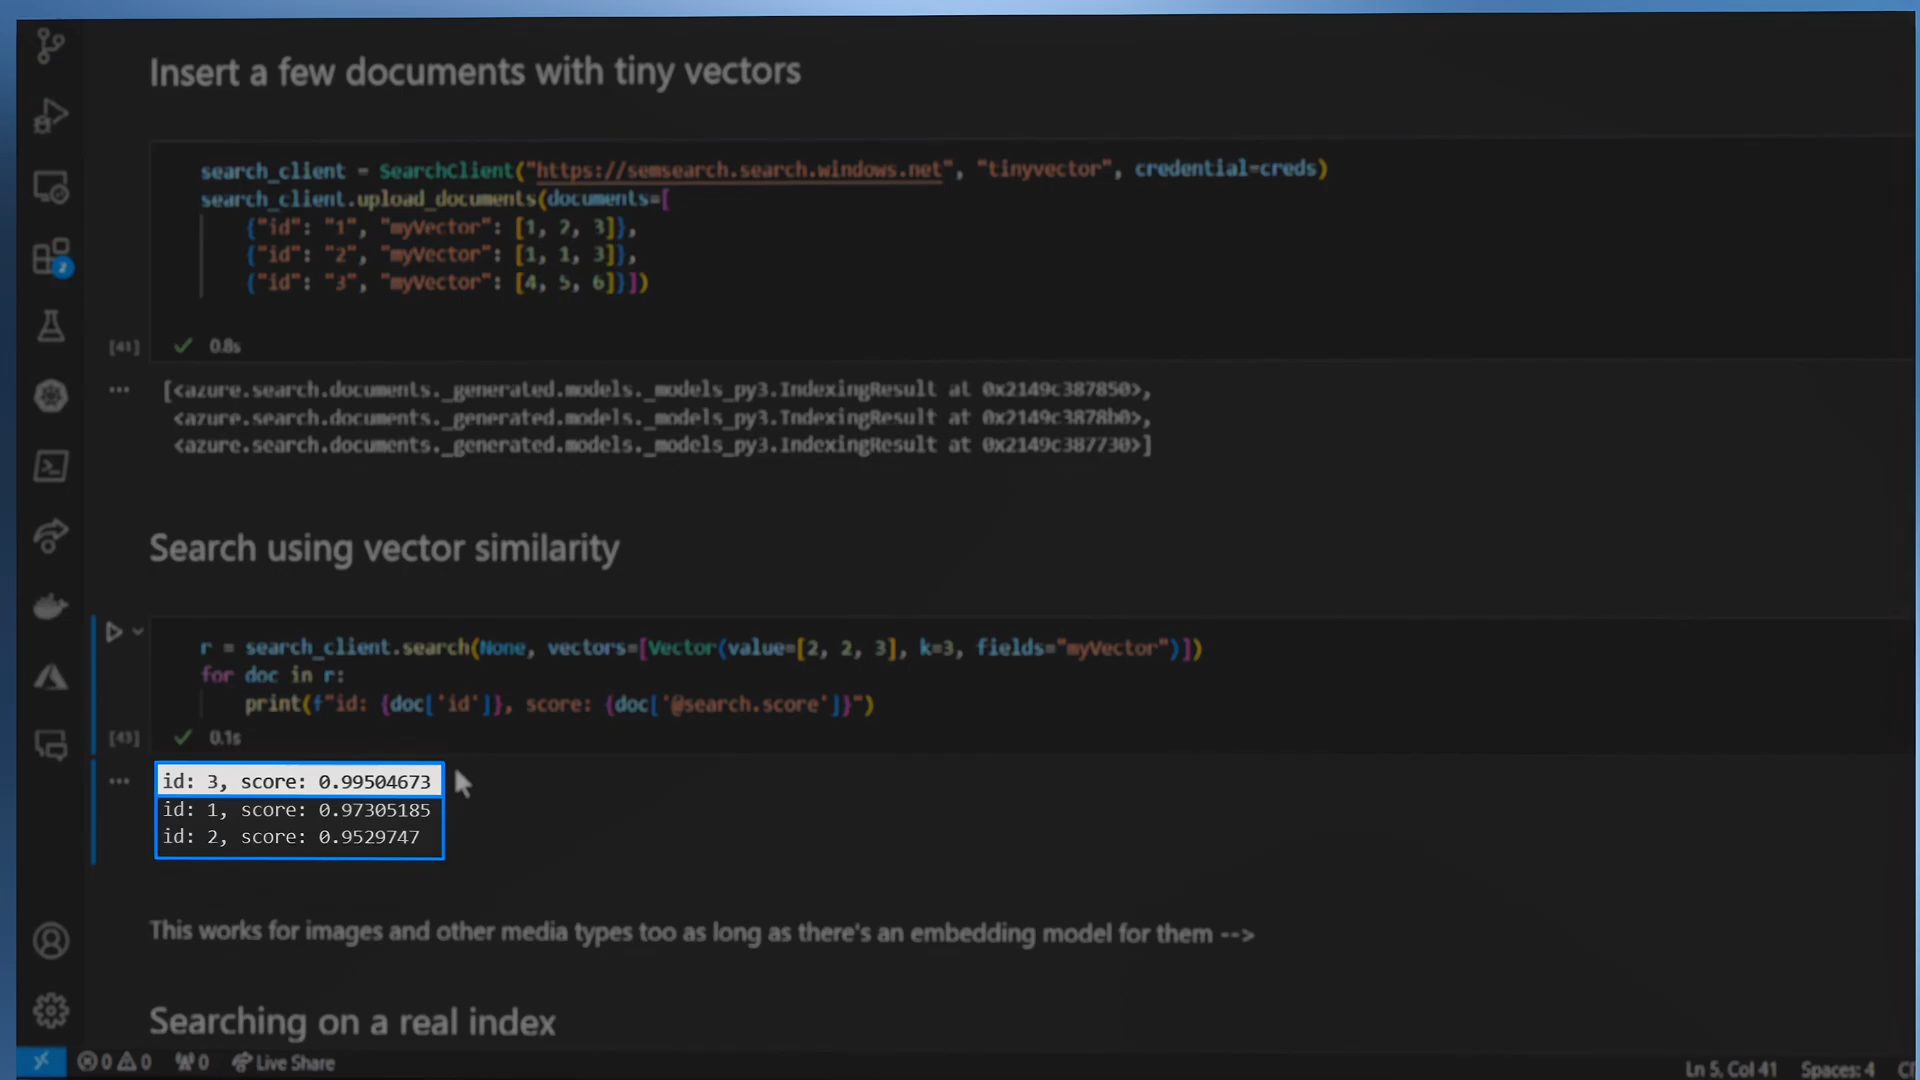 Insert a few documents with tiny vectors
search_client = SearchClient("https://semsearch.search.windows.net", "tinyvector", credential=creds)
search_client.upload_documents(documents=[
{"id": "1", "myVector": [1, 2, 3]},
{"id": "2", "myVector": [1, 1, 3]},
{"id": "3", "myVector": [4, 5, 6]}])
[41] 0.8s
[<azure.search.documents._generated.models._models_py3.IndexingResult at 0x2149c387850>,
<azure.search.documents._generated.models._models_py3.IndexingResult at 0x2149c3878b0>,
<azure.search.documents._generated.models._models_py3.IndexingResult at 0x2149c387730>]
Search using vector similarity
r = search_client.search(None, vectors=[Vector(value=[2, 2, 3], k=3, fields="myVector")])
for doc in r:
print(f"id: {doc['id']}, score: {doc['@search.score']}")
[43] 0.1s
id: 3, score: 0.99504673
id: 1, score: 0.97305185
id: 2, score: 0.9529747
This works for images and other media types too as long as there's an embedding model for them -->
Searching on a real index
2
0 0 0 Live Share
Ln 5, Col 41 Spaces: 4